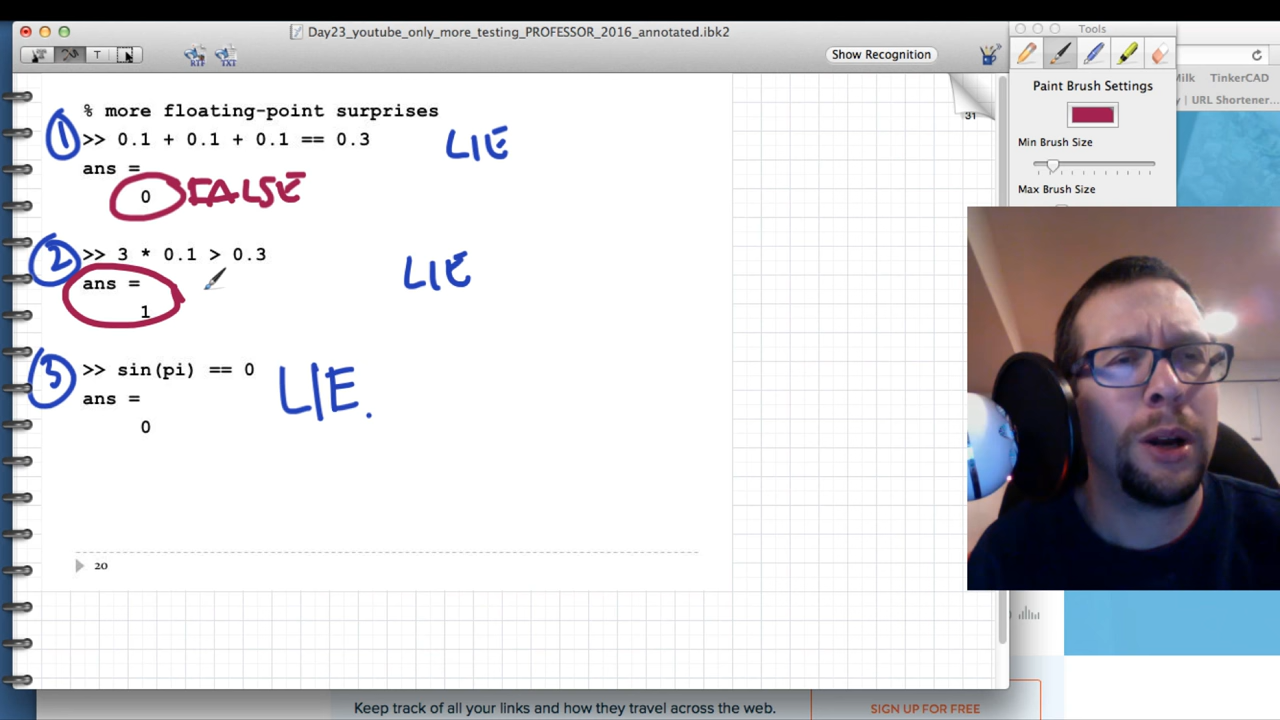 Day23_youtube_only_more_testing_PROFESSOR_2016_annotated.ibk2
Tools
T
RTF
TXT
Show Recognition
Milk
TinkerCAD
URL Shortener...
Paint Brush Settings
Min Brush Size
Max Brush Size
31
% more floating-point surprises
1 >> 0.1 + 0.1 + 0.1 == 0.3 LIE
ans =
0 FALSE
2 >> 3 * 0.1 > 0.3 LIE
ans =
1
3 >> sin(pi) == 0 LIE.
ans =
0
20
Keep track of all your links and how they travel across the web.
SIGN UP FOR FREE